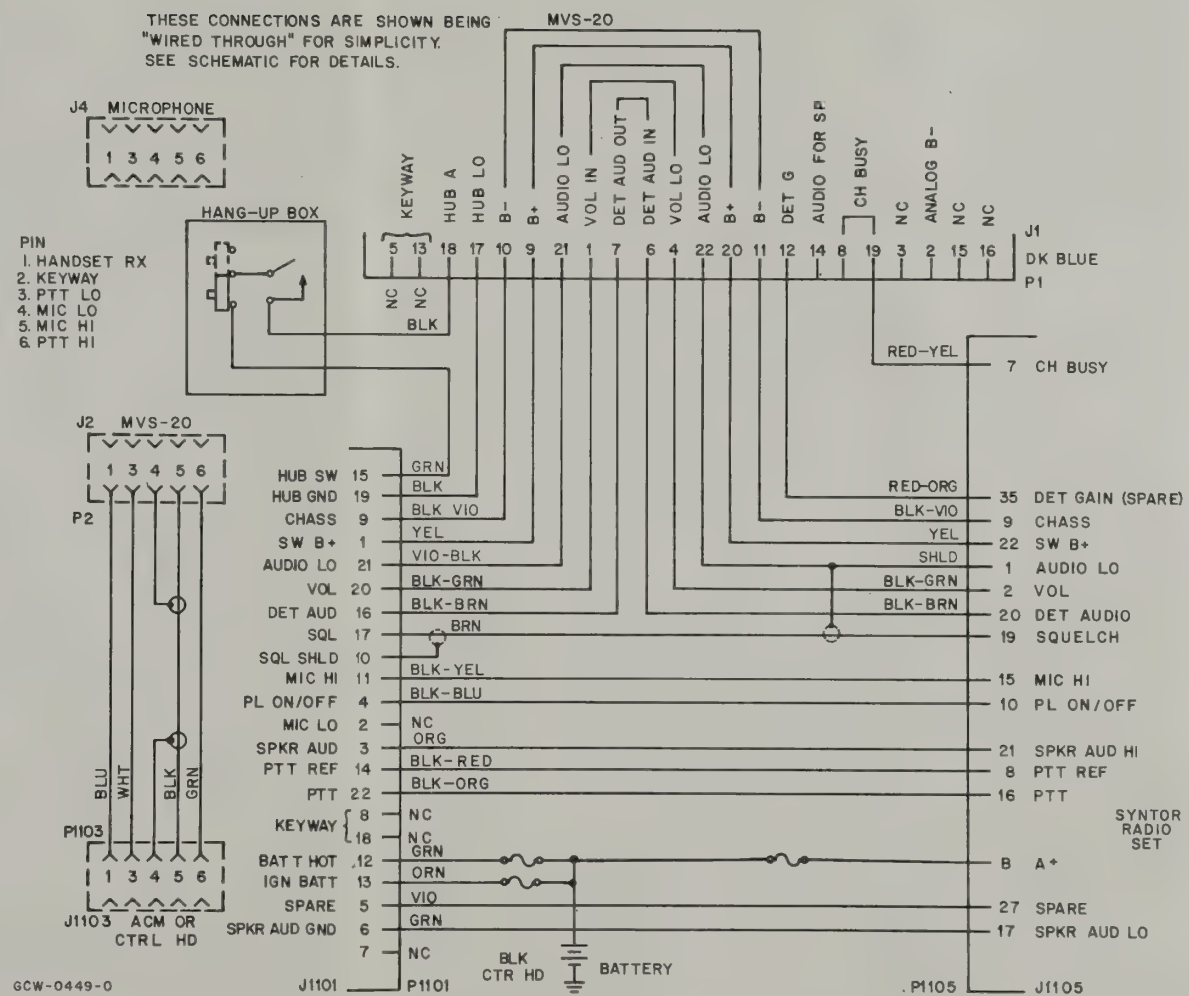 THESE CONNECTIONS ARE SHOWN BEING
"WIRED THROUGH" FOR SIMPLICITY.
SEE SCHEMATIC FOR DETAILS.
MVS-20
J4 MICROPHONE
1 3 4 5 6
HANG-UP BOX
PIN
1. HANDSET RX
2. KEYWAY
3. PTT LO
4. MIC LO
5. MIC HI
6. PTT HI
KEYWAY
HUB A
HUB LO
B-
B+
AUDIO LO
VOL IN
DET AUD OUT
DET AUD IN
VOL LO
AUDIO LO
B+
B-
DET G
AUDIO FOR SP
CH BUSY
NC
ANALOG B-
NC
NC
5 13 18 17 10 9 21 1 7 6 4 22 20 11 12 14 8 19 3 2 15 16
J1
DK BLUE
P1
NC
NC
BLK
RED-YEL
7 CH BUSY
J2 MVS-20
1 3 4 5 6
P2
BLU
WHT
BLK
GRN
P1103
1 3 4 5 6
J1103 ACM OR
CTRL HD
HUB SW 15 GRN
HUB GND 19 BLK
CHASS 9 BLK VIO
SW B+ 1 YEL
AUDIO LO 21 VIO-BLK
VOL 20 BLK-GRN
DET AUD 16 BLK-BRN
SQL 17 BRN
SQL SHLD 10
MIC HI 11 BLK-YEL
PL ON/OFF 4 BLK-BLU
MIC LO 2 NC
SPKR AUD 3 ORG
PTT REF 14 BLK-RED
PTT 22 BLK-ORG
KEYWAY
8 NC
18 NC
BATT HOT 12 GRN
IGN BATT 13 ORN
SPARE 5 VIO
SPKR AUD GND 6 GRN
7 NC
J1101 P1101
BLK
CTR HD
BATTERY
RED-ORG 35 DET GAIN (SPARE)
BLK-VIO 9 CHASS
YEL 22 SW B+
SHLD 1 AUDIO LO
BLK-GRN 2 VOL
BLK-BRN 20 DET AUDIO
19 SQUELCH
15 MIC HI
10 PL ON/OFF
21 SPKR AUD HI
8 PTT REF
16 PTT
SYNTOR
RADIO
SET
B A+
27 SPARE
17 SPKR AUD LO
P1105 J1105
GCW-0449-0